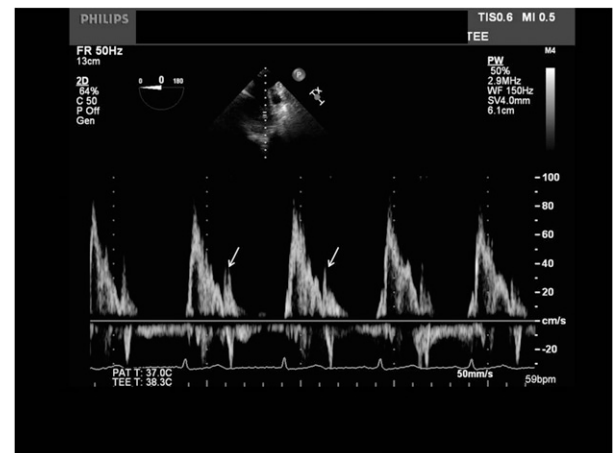 PHILIPS
TIS0.6 MI 0.5
TEE
FR 50Hz
13cm
M4
2D
64%
C 50
P Off
Gen
0 0 180
P
PW
50%
2.9MHz
WF 150Hz
SV4.0mm
6.1cm
100
80
60
40
20
cm/s
-20
PAT T: 37.0C
TEE T: 38.3C
50mm/s
59bpm